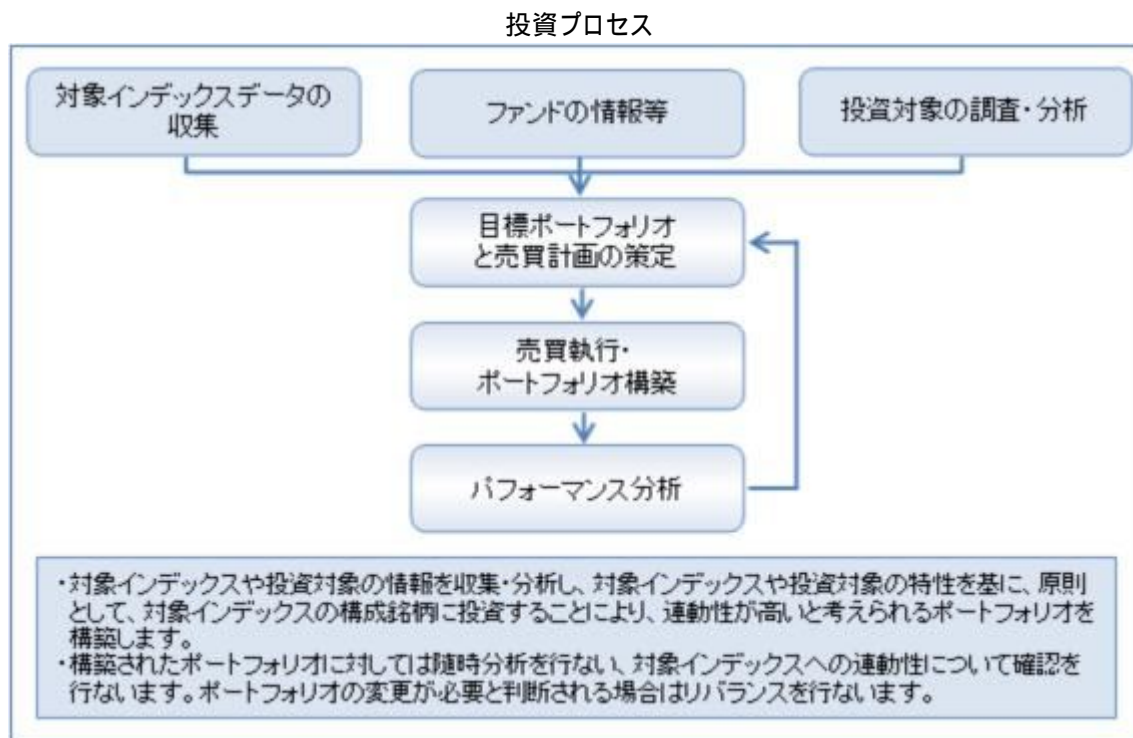 投資プロセス
対象インデックスデータの
収集
ファンドの情報等
投資対象の調査・分析
目標ポートフォリオ
と売買計画の策定
売買執行・
ポートフォリオ構築
パフォーマンス分析
・対象インデックスや投資対象の情報を収集・分析し、対象インデックスや投資対象の特性を基に、原則
として、対象インデックスの構成銘柄に投資することにより、連動性が高いと考えられるポートフォリオを
構築します。
・構築されたポートフォリオに対しては随時分析を行ない、対象インデックスへの連動性について確認を
行ないます。ポートフォリオの変更が必要と判断される場合はリバランスを行ないます。